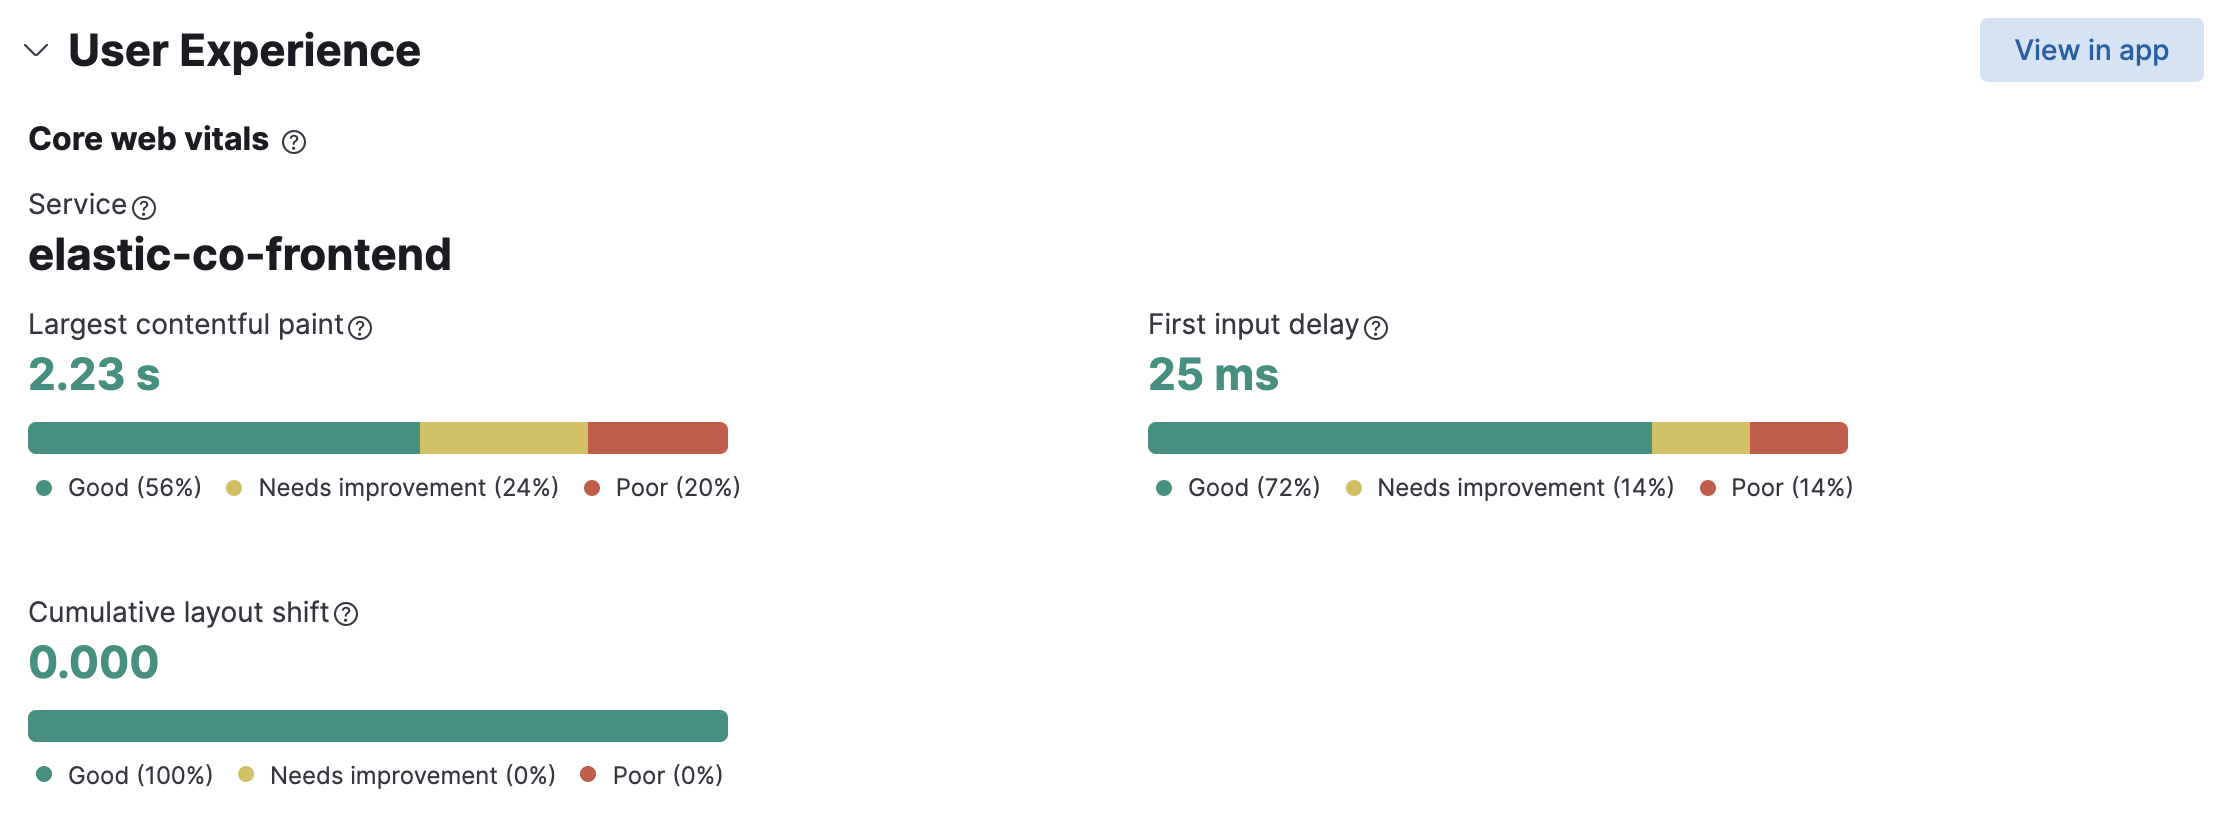 User Experience
View in app
Core web vitals
Service
elastic-co-frontend
Largest contentful paint
2.23 s
Good (56%) Needs improvement (24%) Poor (20%)
First input delay
25 ms
Good (72%) Needs improvement (14%) Poor (14%)
Cumulative layout shift
0.000
Good (100%) Needs improvement (0%) Poor (0%)